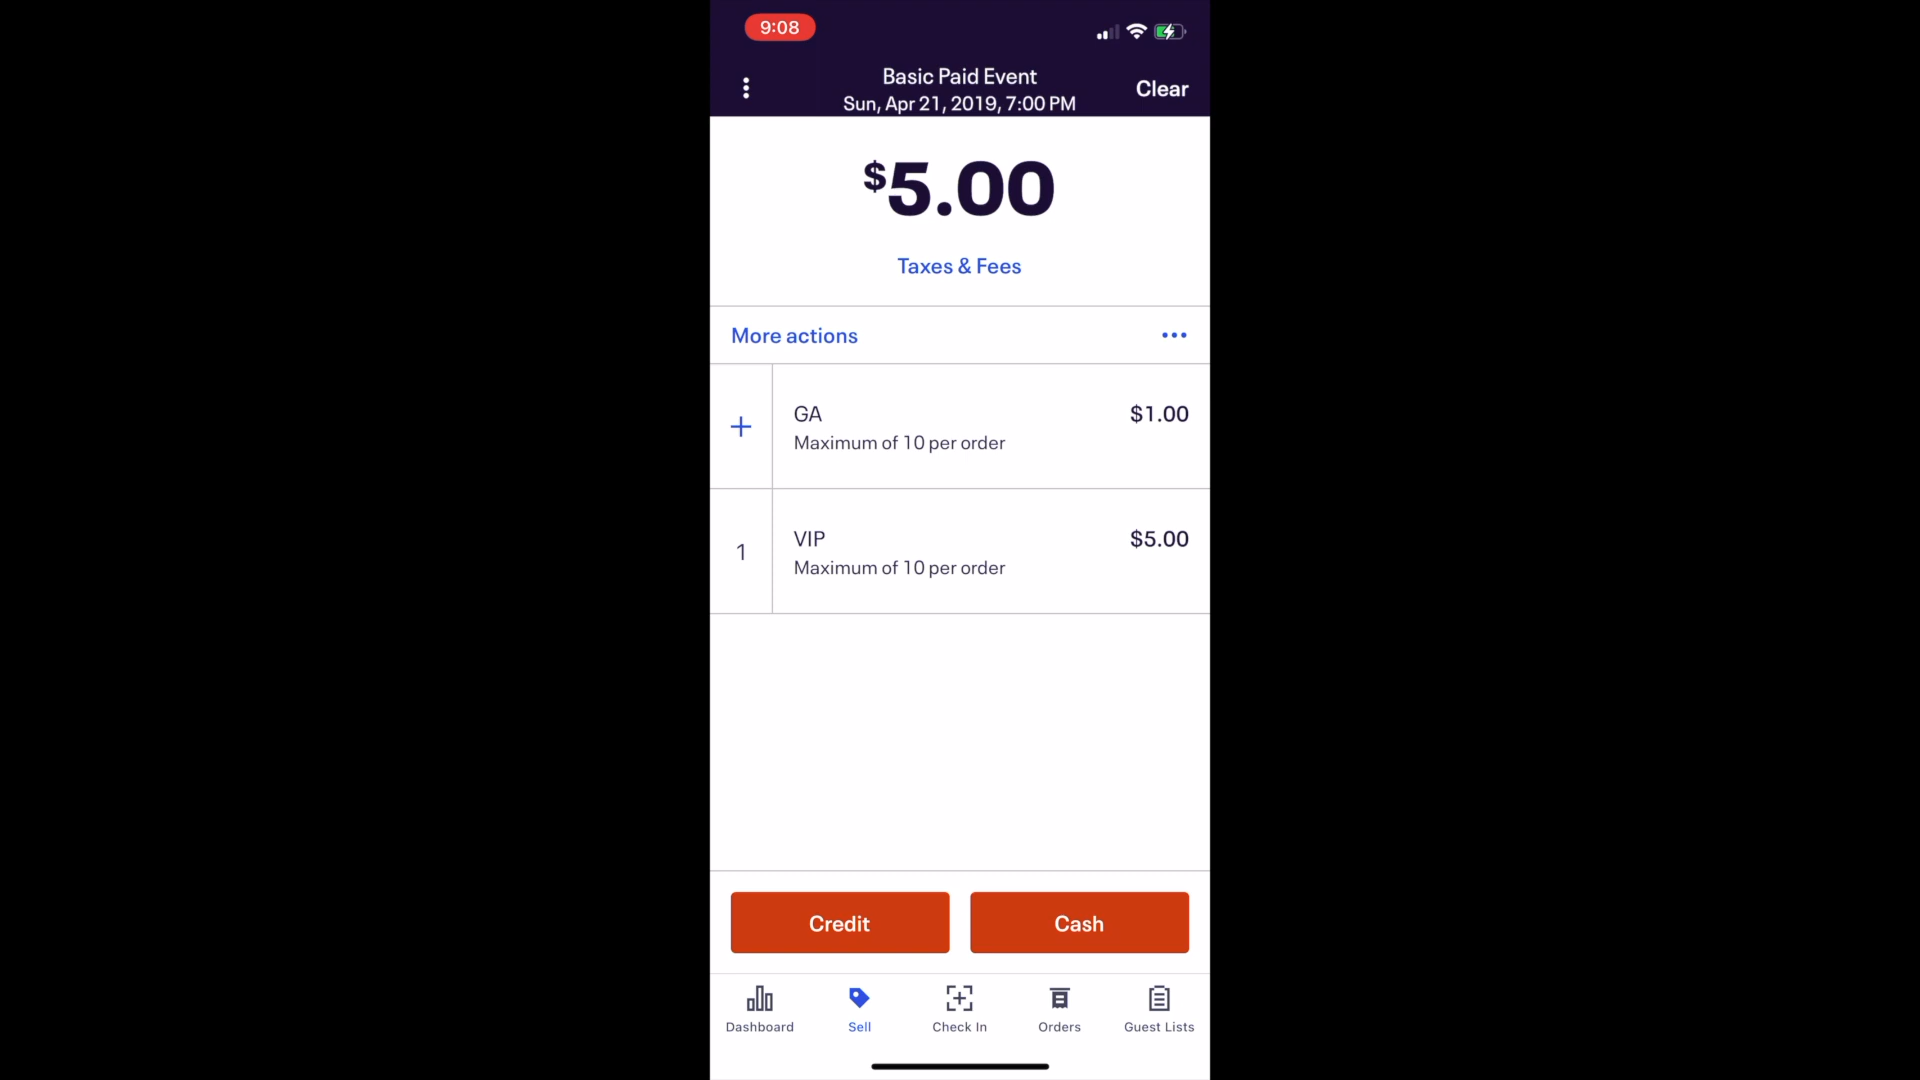 9:08
Basic Paid Event
Sun, Apr 21, 2019, 7:00 PM
Clear
$5.00
Taxes & Fees
More actions
GA
$1.00
Maximum of 10 per order
1
VIP
$5.00
Maximum of 10 per order
Credit
Cash
Dashboard
Sell
Check In
Orders
Guest Lists